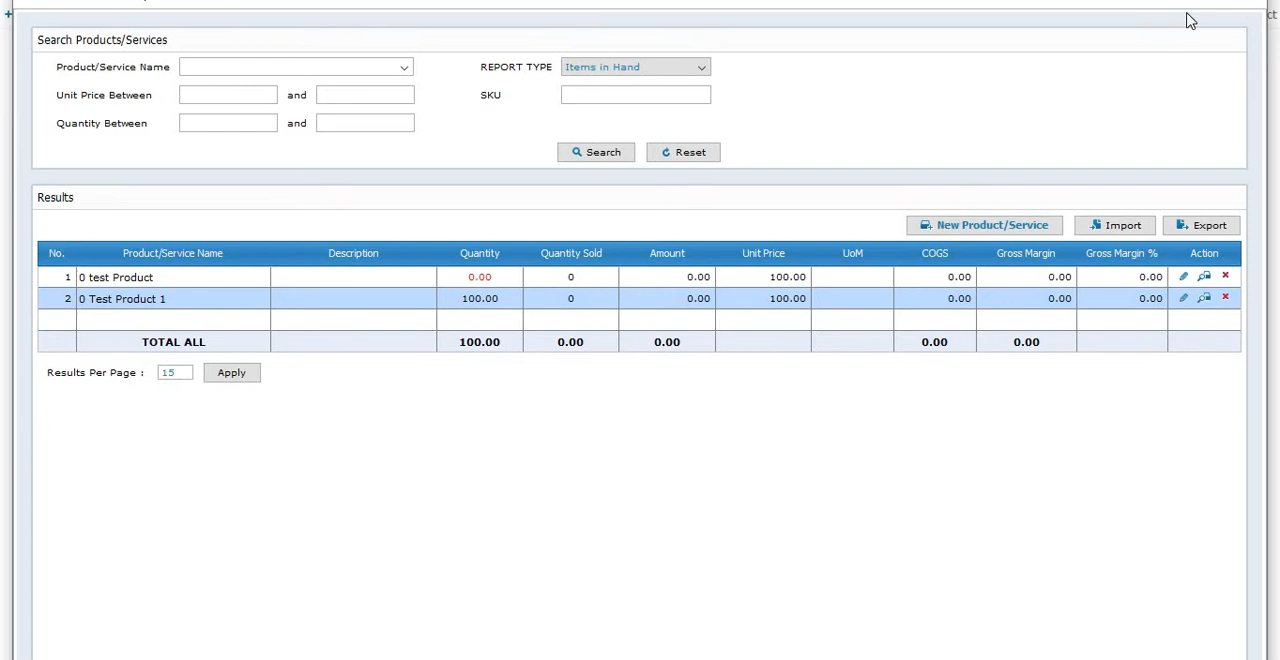 ct
Search Products/Services
Product/Service Name REPORT TYPE Items in Hand
Unit Price Between and SKU
Quantity Between and
Search Reset
Results
New Product/Service Import Export
No. Product/Service Name Description Quantity Quantity Sold Amount Unit Price UoM COGS Gross Margin Gross Margin % Action
1 0 test Product 0.00 0 0.00 100.00 0.00 0.00 0.00
2 0 Test Product 1 100.00 0 0.00 100.00 0.00 0.00 0.00
TOTAL ALL 100.00 0.00 0.00 0.00 0.00
Results Per Page : 15 Apply